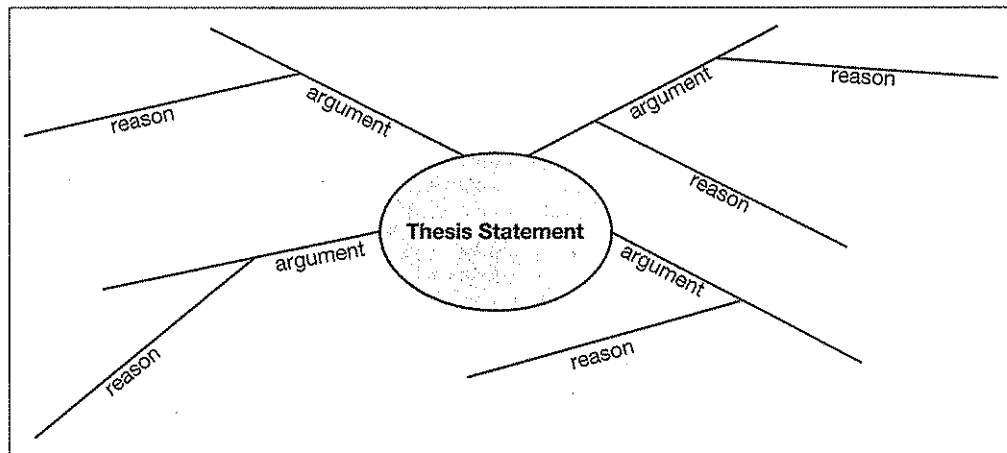 argument
reason
argument
reason
reason
Thesis Statement
argument
reason
argument
reason